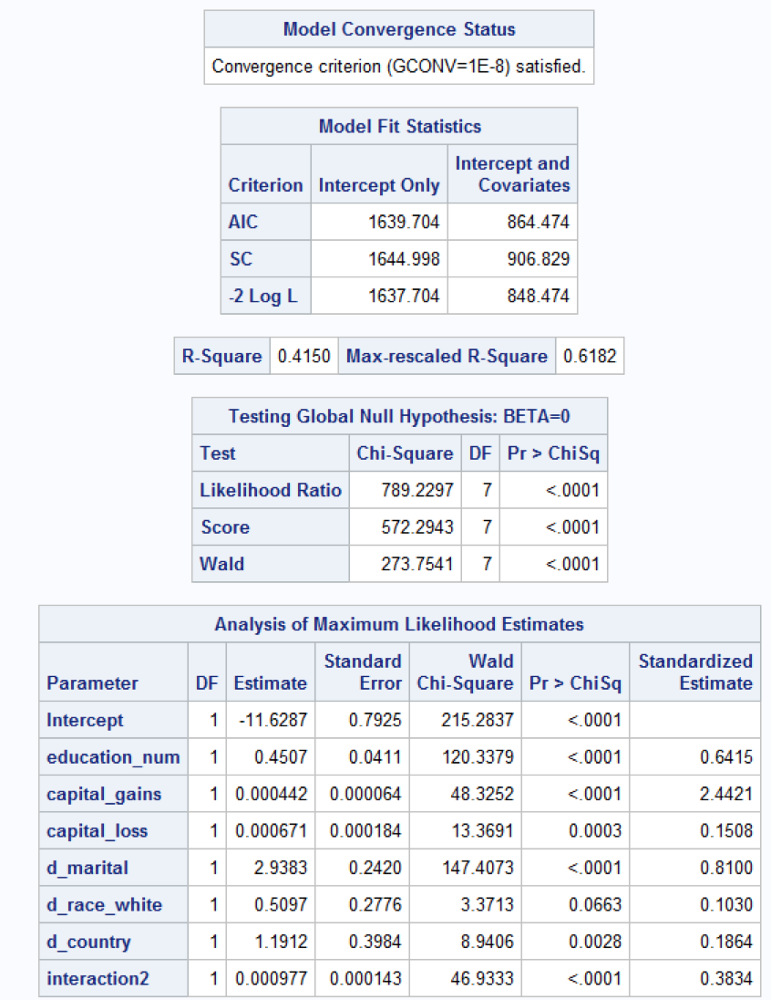 Model Convergence Status
Convergence criterion (GCONV=1E-8) satisfied.
Model Fit Statistics
Criterion Intercept Only Intercept and Covariates
AIC 1639.704 864.474
SC 1644.998 906.829
-2 Log L 1637.704 848.474
R-Square 0.4150 Max-rescaled R-Square 0.6182
Testing Global Null Hypothesis: BETA=0
Test Chi-Square DF Pr > ChiSq
Likelihood Ratio 789.2297 7 <.0001
Score 572.2943 7 <.0001
Wald 273.7541 7 <.0001
Analysis of Maximum Likelihood Estimates
Parameter DF Estimate Standard Error Wald Chi-Square Pr > ChiSq Standardized Estimate
Intercept 1 -11.6287 0.7925 215.2837 <.0001
education_num 1 0.4507 0.0411 120.3379 <.0001 0.6415
capital_gains 1 0.000442 0.000064 48.3252 <.0001 2.4421
capital_loss 1 0.000671 0.000184 13.3691 0.0003 0.1508
d_marital 1 2.9383 0.2420 147.4073 <.0001 0.8100
d_race_white 1 0.5097 0.2776 3.3713 0.0663 0.1030
d_country 1 1.1912 0.3984 8.9406 0.0028 0.1864
interaction2 1 0.000977 0.000143 46.9333 <.0001 0.3834